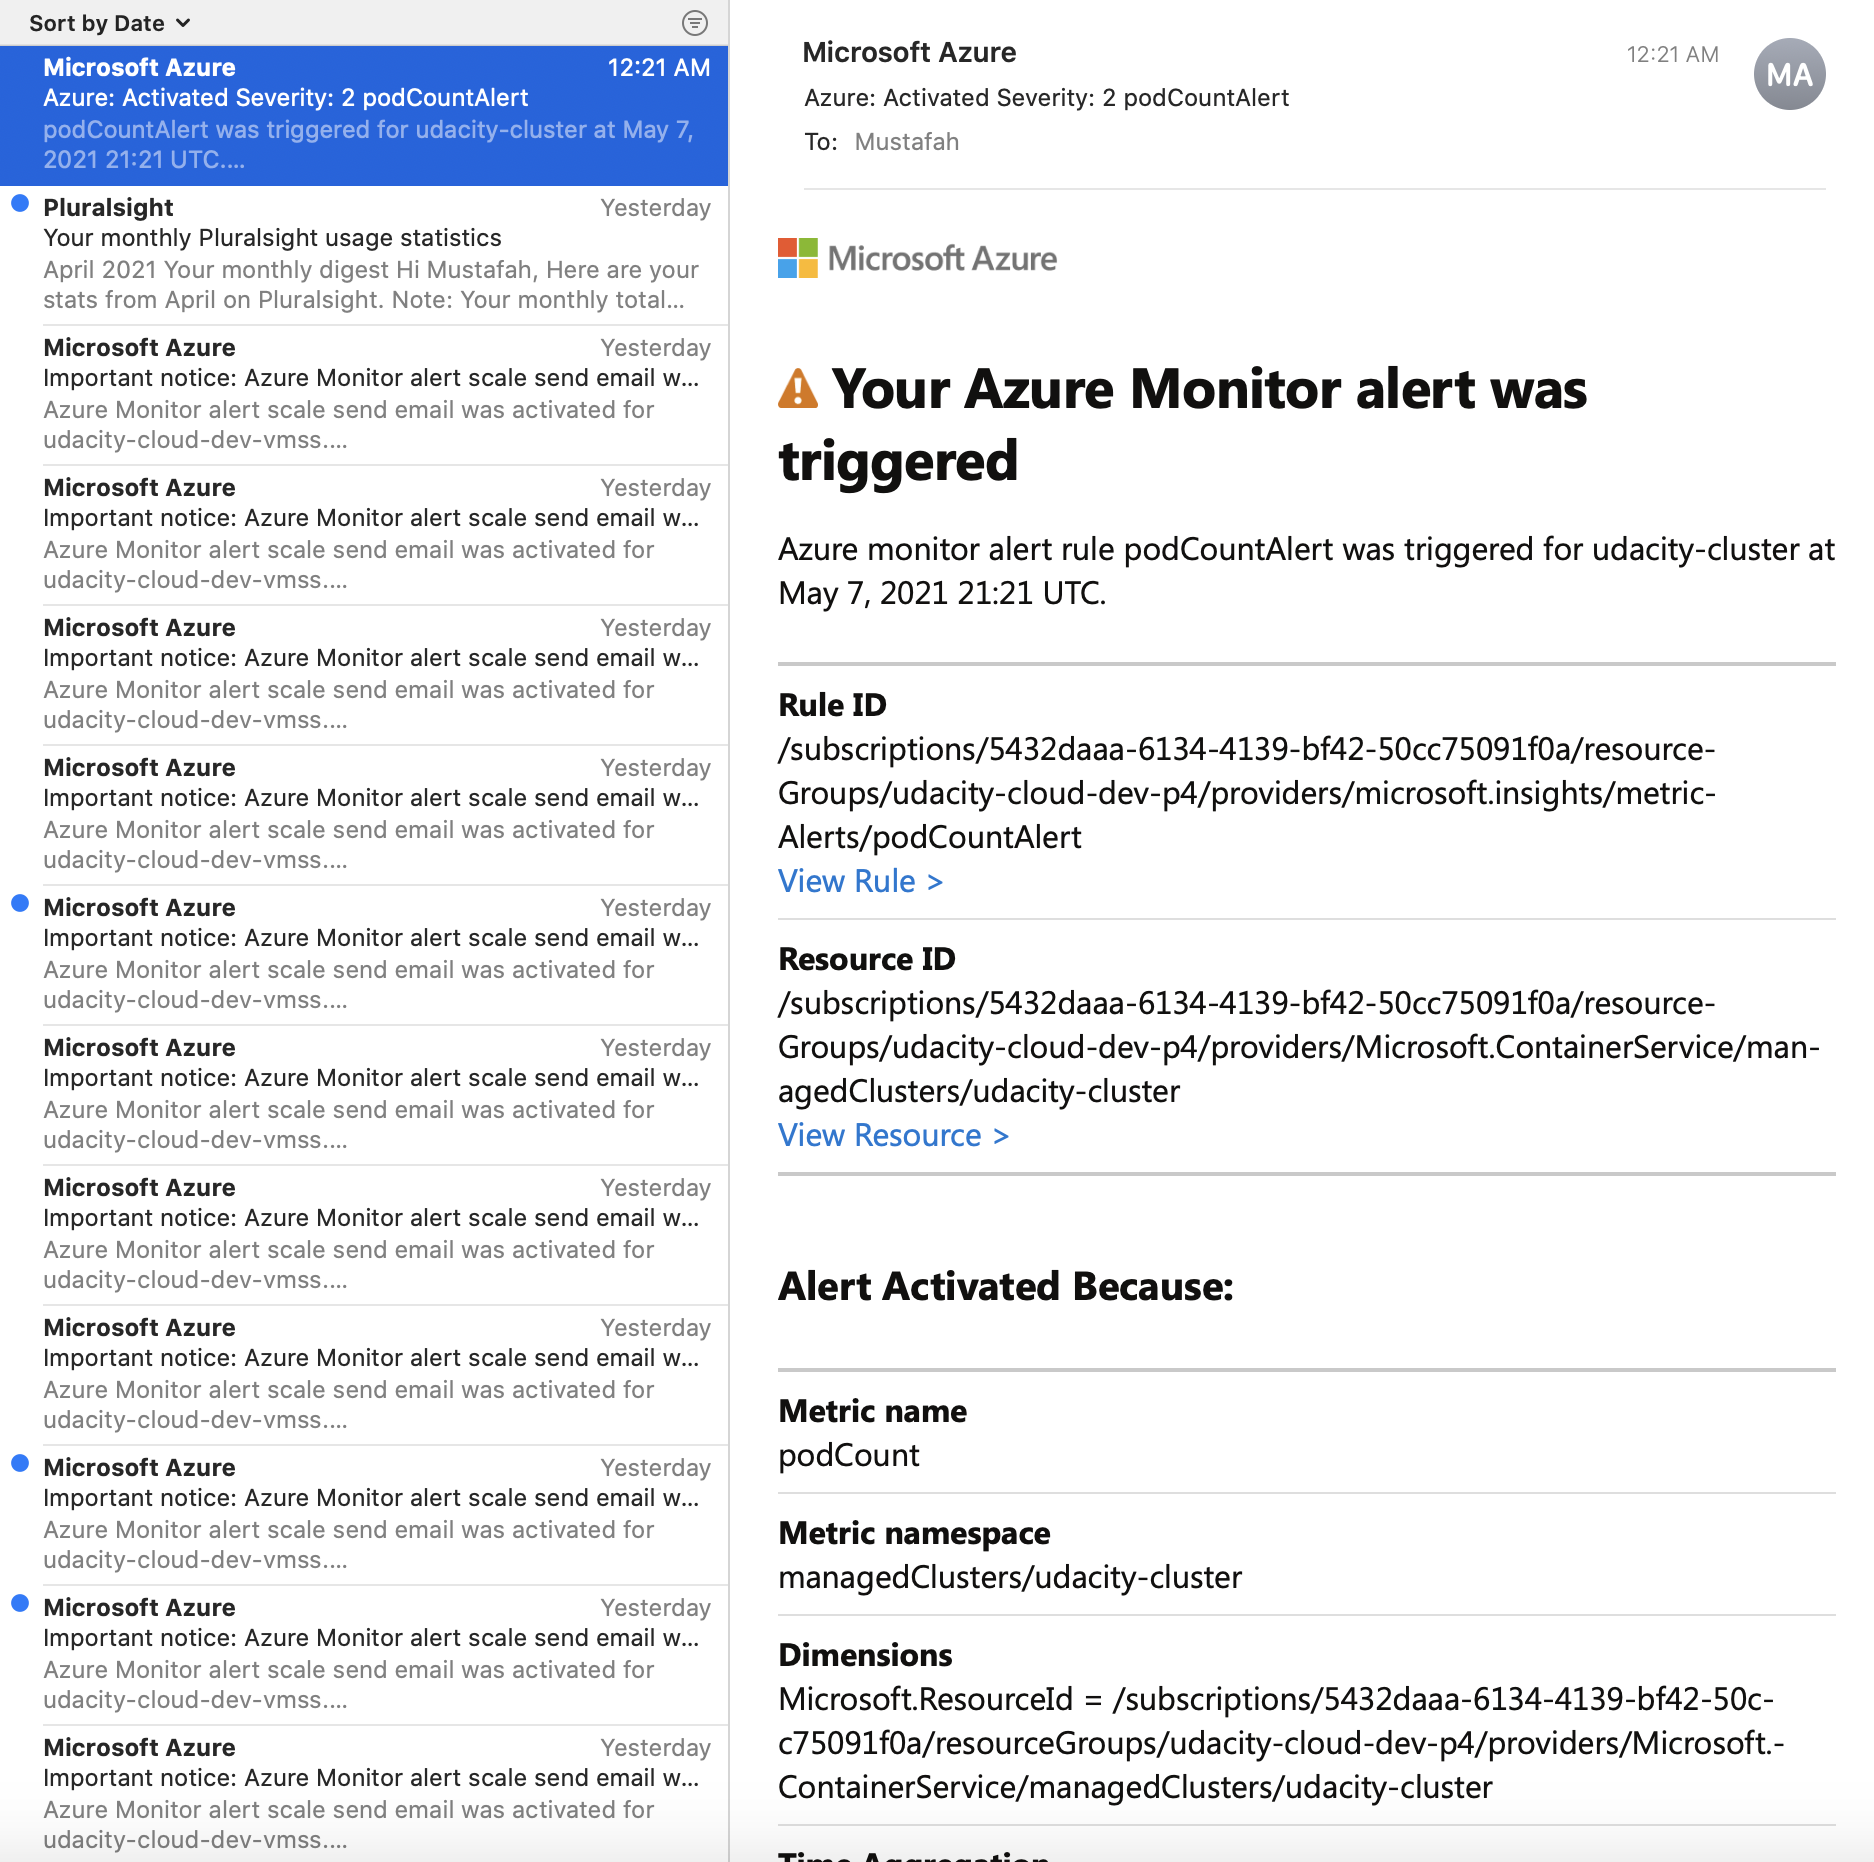 Sort by Date
Microsoft Azure 12:21 AM
Azure: Activated Severity: 2 podCountAlert
podCountAlert was triggered for udacity-cluster at May 7,
2021 21:21 UTC....
Pluralsight Yesterday
Your monthly Pluralsight usage statistics
April 2021 Your monthly digest Hi Mustafah, Here are your
stats from April on Pluralsight. Note: Your monthly total...
Microsoft Azure Yesterday
Important notice: Azure Monitor alert scale send email w...
Azure Monitor alert scale send email was activated for
udacity-cloud-dev-vmss....
Microsoft Azure Yesterday
Important notice: Azure Monitor alert scale send email w...
Azure Monitor alert scale send email was activated for
udacity-cloud-dev-vmss....
Microsoft Azure Yesterday
Important notice: Azure Monitor alert scale send email w...
Azure Monitor alert scale send email was activated for
udacity-cloud-dev-vmss....
Microsoft Azure Yesterday
Important notice: Azure Monitor alert scale send email w...
Azure Monitor alert scale send email was activated for
udacity-cloud-dev-vmss....
Microsoft Azure Yesterday
Important notice: Azure Monitor alert scale send email w...
Azure Monitor alert scale send email was activated for
udacity-cloud-dev-vmss....
Microsoft Azure Yesterday
Important notice: Azure Monitor alert scale send email w...
Azure Monitor alert scale send email was activated for
udacity-cloud-dev-vmss....
Microsoft Azure Yesterday
Important notice: Azure Monitor alert scale send email w...
Azure Monitor alert scale send email was activated for
udacity-cloud-dev-vmss....
Microsoft Azure Yesterday
Important notice: Azure Monitor alert scale send email w...
Azure Monitor alert scale send email was activated for
udacity-cloud-dev-vmss....
Microsoft Azure Yesterday
Important notice: Azure Monitor alert scale send email w...
Azure Monitor alert scale send email was activated for
udacity-cloud-dev-vmss....
Microsoft Azure Yesterday
Important notice: Azure Monitor alert scale send email w...
Azure Monitor alert scale send email was activated for
udacity-cloud-dev-vmss....
Microsoft Azure Yesterday
Important notice: Azure Monitor alert scale send email w...
Azure Monitor alert scale send email was activated for
udacity-cloud-dev-vmss....
Microsoft Azure 12:21 AM MA
Azure: Activated Severity: 2 podCountAlert
To: Mustafah
Microsoft Azure
Your Azure Monitor alert was
triggered
Azure monitor alert rule podCountAlert was triggered for udacity-cluster at
May 7, 2021 21:21 UTC.
Rule ID
/subscriptions/5432daaa-6134-4139-bf42-50cc75091f0a/resource-
Groups/udacity-cloud-dev-p4/providers/microsoft.insights/metric-
Alerts/podCountAlert
View Rule >
Resource ID
/subscriptions/5432daaa-6134-4139-bf42-50cc75091f0a/resource-
Groups/udacity-cloud-dev-p4/providers/Microsoft.ContainerService/man-
agedClusters/udacity-cluster
View Resource >
Alert Activated Because:
Metric name
podCount
Metric namespace
managedClusters/udacity-cluster
Dimensions
Microsoft.ResourceId = /subscriptions/5432daaa-6134-4139-bf42-50c-
c75091f0a/resourceGroups/udacity-cloud-dev-p4/providers/Microsoft.-
ContainerService/managedClusters/udacity-cluster
Time Aggregation